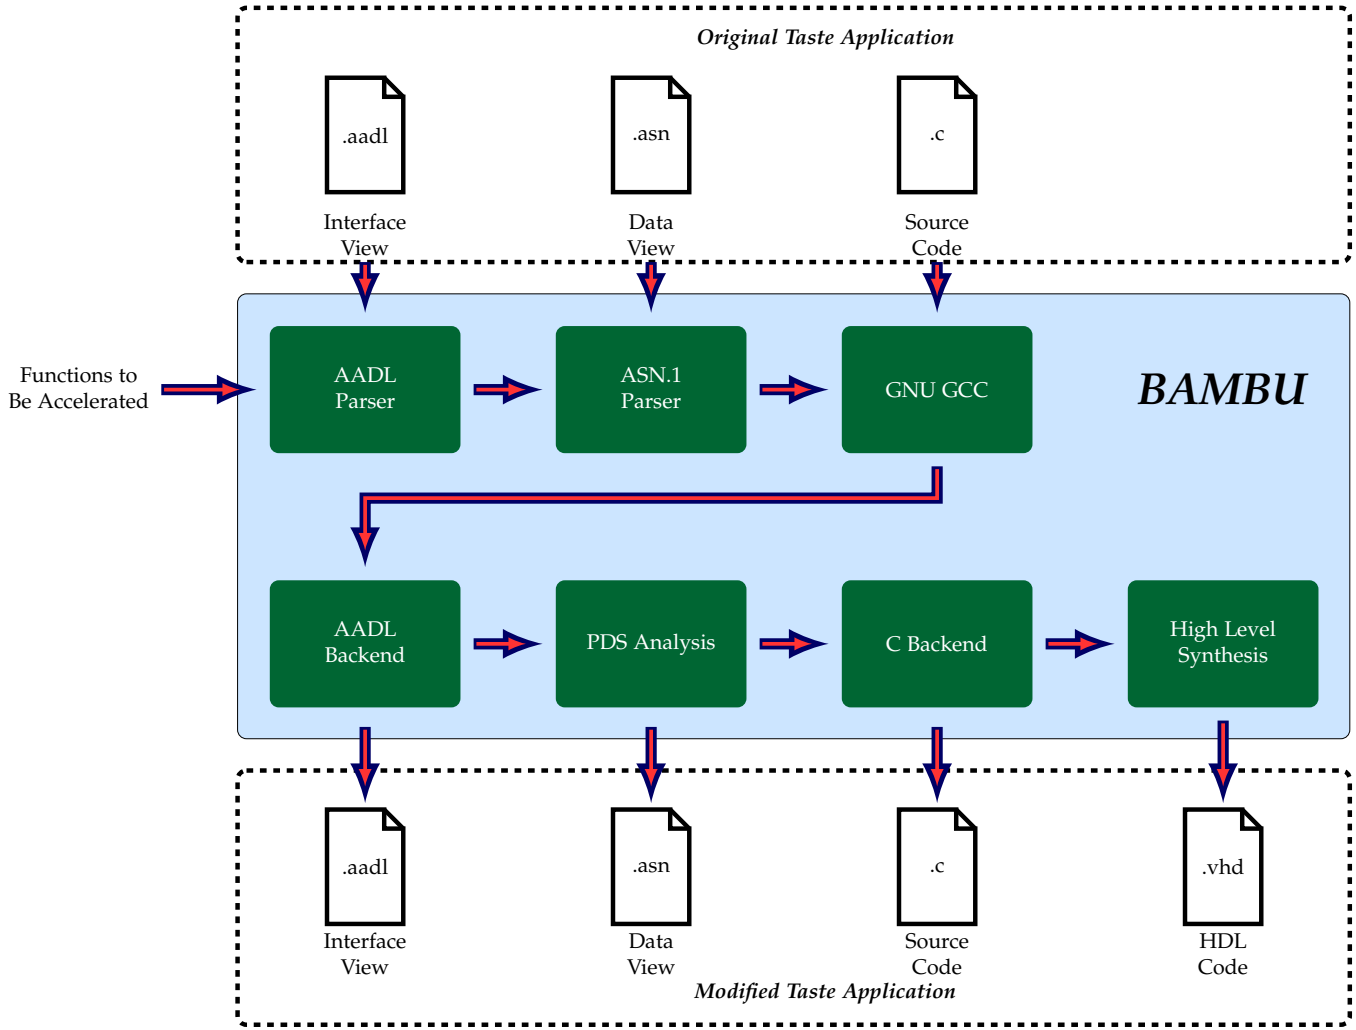 Original Taste Application
.aadl
.asn
.c
Interface
View
Data
View
Source
Code
Functions to
Be Accelerated
AADL
Parser
ASN.1
Parser
GNU GCC
BAMBU
AADL
Backend
PDS Analysis
C Backend
High Level
Synthesis
.aadl
.asn
.c
.vhd
Interface
View
Data
View
Source
Code
HDL
Code
Modified Taste Application